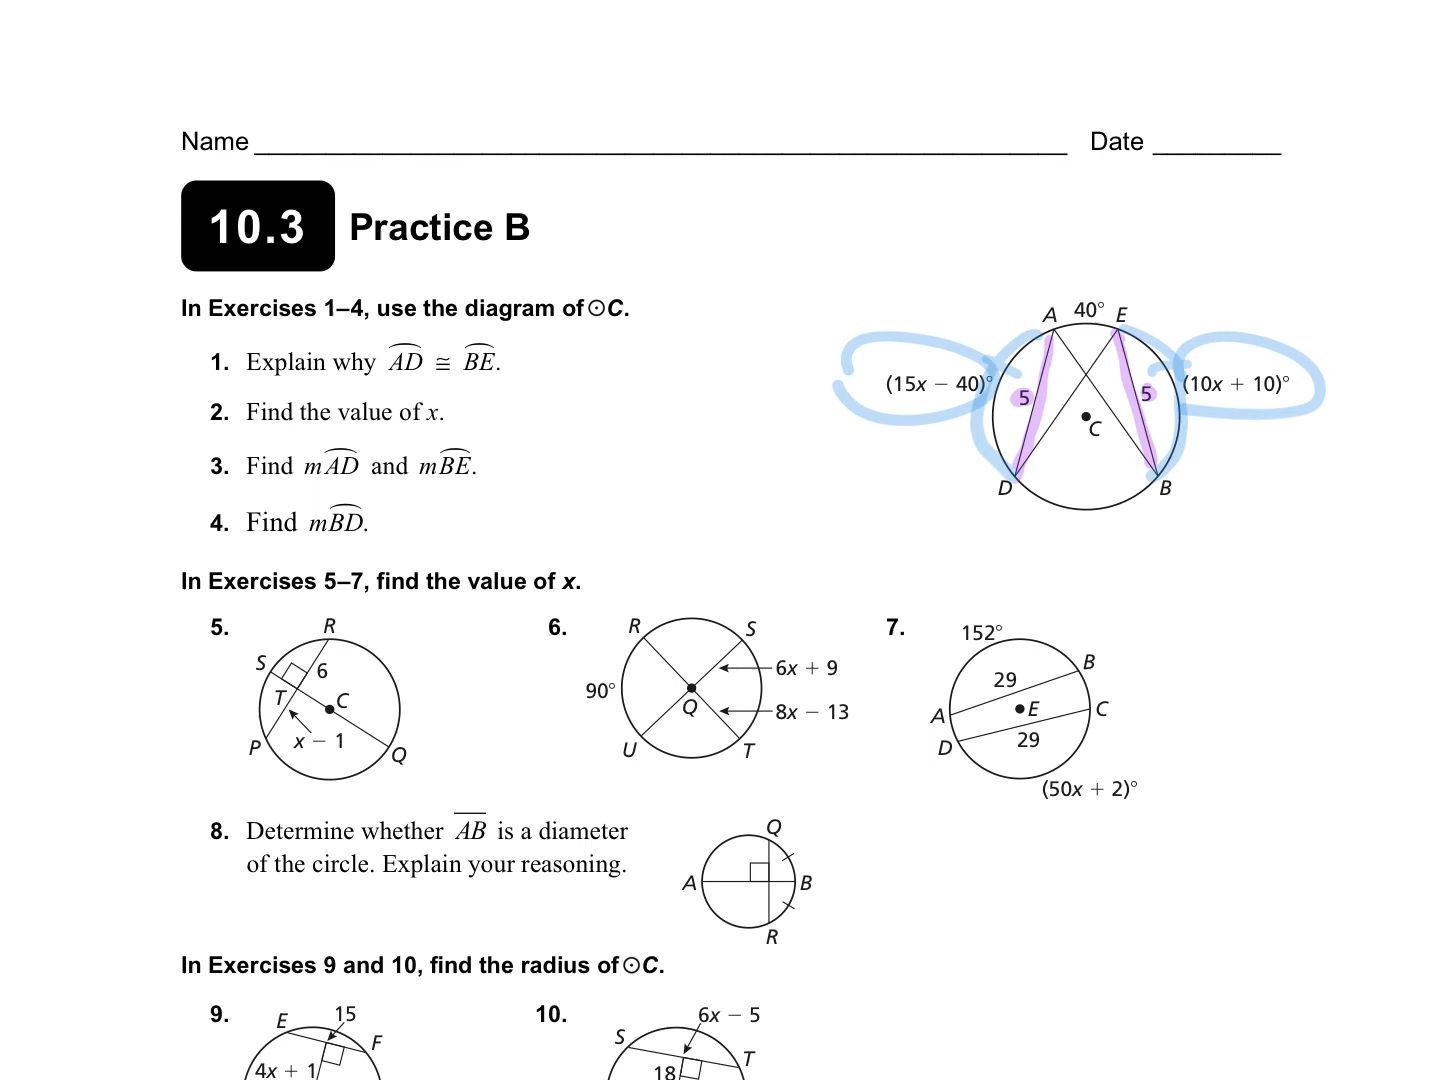 Name ________ Date ________
10.3 Practice B
In Exercises 1–4, use the diagram of ⊙C.
1. Explain why AD ≅ BE.
2. Find the value of x.
3. Find mAD and mBE.
4. Find mBD.
A 40° E
(15x − 40)° 5 5 (10x + 10)°
C
D B
In Exercises 5–7, find the value of x.
5.
R
S 6
T C
P x − 1 Q
6.
R S
6x + 9
90° Q 8x − 13
U T
7.
152°
B
29
A E C
D 29
(50x + 2)°
8. Determine whether AB is a diameter
of the circle. Explain your reasoning.
Q
A B
R
In Exercises 9 and 10, find the radius of ⊙C.
9.
E 15
F
4x + 1
10.
6x − 5
S T
18